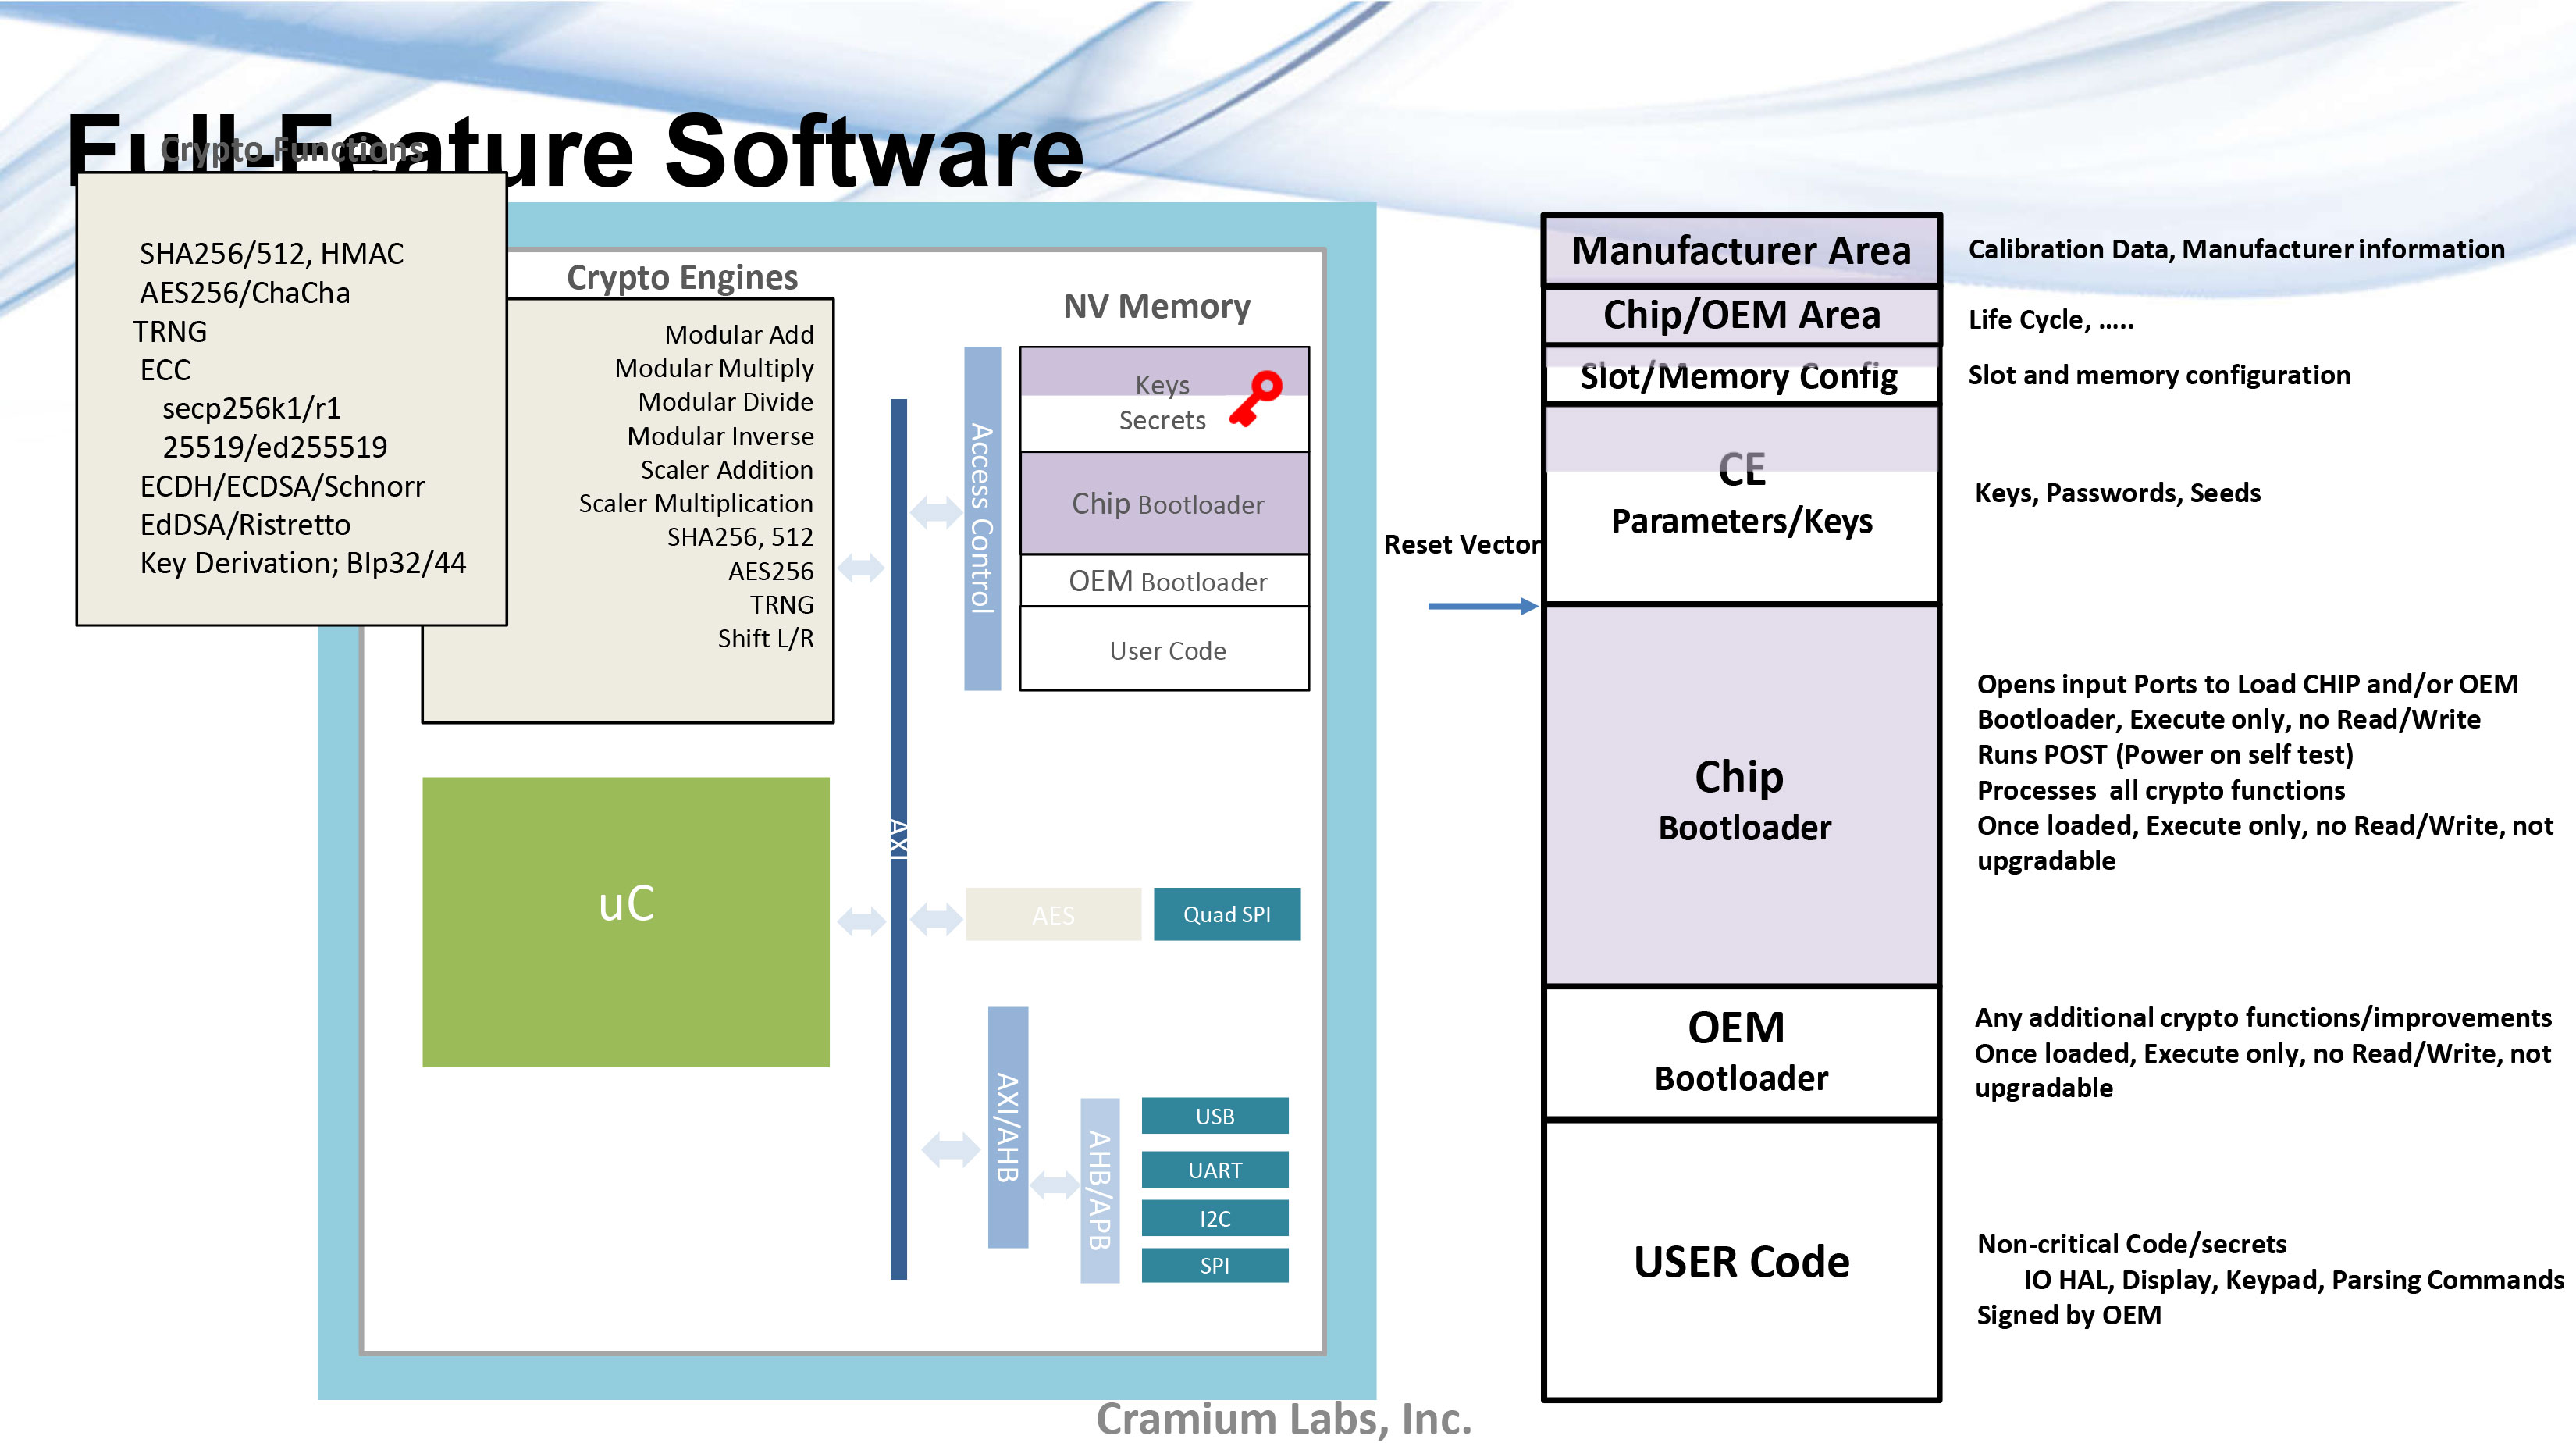 Full-Feature Software
Crypto Functions
SHA256/512, HMAC
AES256/ChaCha
TRNG
ECC
secp256k1/r1
25519/ed255519
ECDH/ECDSA/Schnorr
EdDSA/Ristretto
Key Derivation; BIp32/44
Crypto Engines
Modular Add
Modular Multiply
Modular Divide
Modular Inverse
Scaler Addition
Scaler Multiplication
SHA256, 512
AES256
TRNG
Shift L/R
uC
AXI
Access Control
NV Memory
Keys
Secrets
Chip Bootloader
OEM Bootloader
User Code
AES
Quad SPI
AXI/AHB
AHB/APB
USB
UART
I2C
SPI
Reset Vector
Manufacturer Area
Calibration Data, Manufacturer information
Chip/OEM Area
Life Cycle, .....
Slot/Memory Config
Slot and memory configuration
CE
Parameters/Keys
Keys, Passwords, Seeds
Chip
Bootloader
Opens input Ports to Load CHIP and/or OEM
Bootloader, Execute only, no Read/Write
Runs POST (Power on self test)
Processes all crypto functions
Once loaded, Execute only, no Read/Write, not
upgradable
OEM
Bootloader
Any additional crypto functions/improvements
Once loaded, Execute only, no Read/Write, not
upgradable
USER Code
Non-critical Code/secrets
IO HAL, Display, Keypad, Parsing Commands
Signed by OEM
Cramium Labs, Inc.